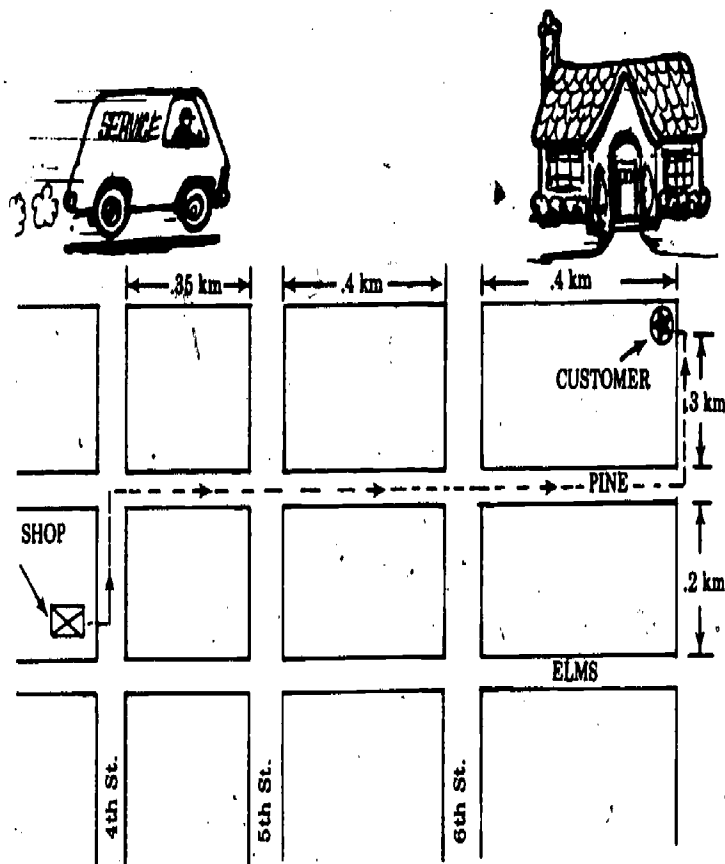 SERVICE
.35 km
.4 km
.4 km
CUSTOMER
.3 km
PINE
SHOP
.2 km
ELMS
4th St.
5th St.
6th St.